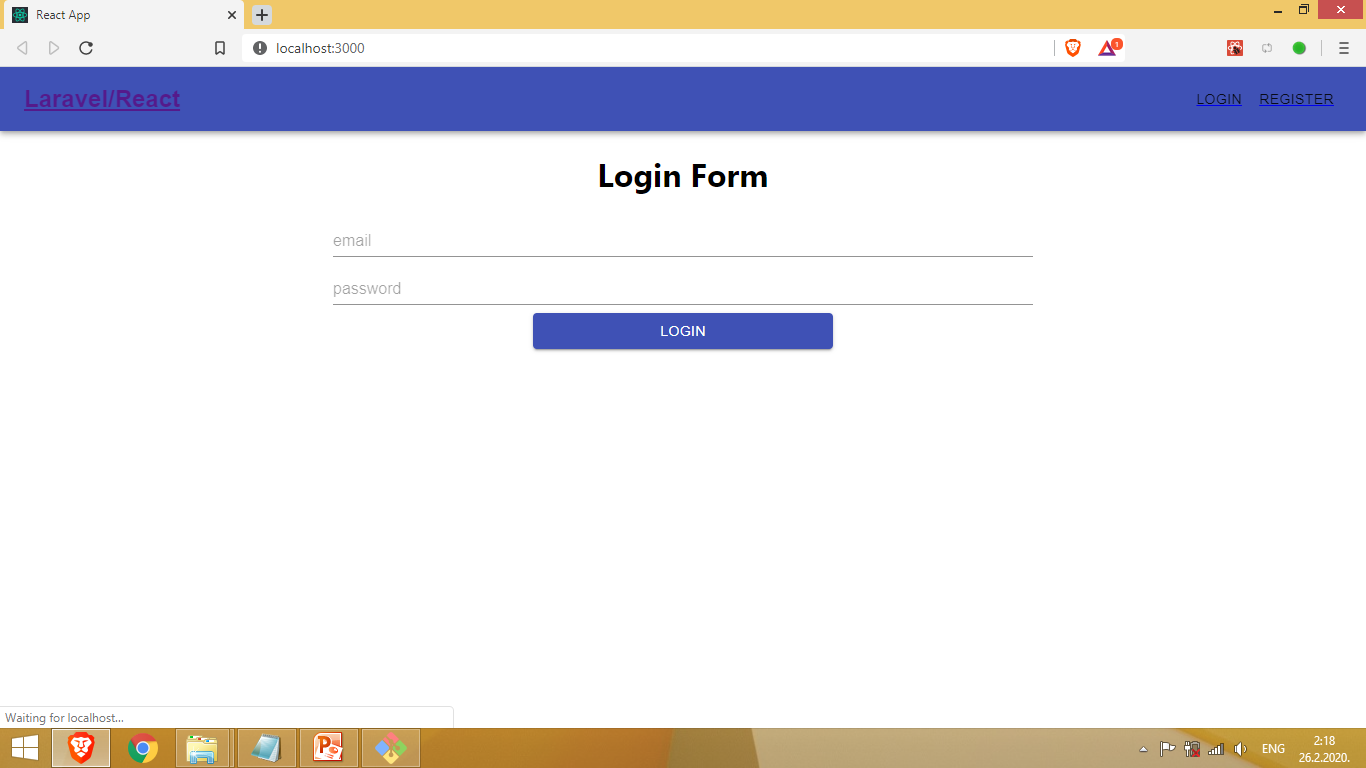 React App
localhost:3000
1
Laravel/React
LOGIN REGISTER
Login Form
email
password
LOGIN
Waiting for localhost...
ENG
2:18
26.2.2020.